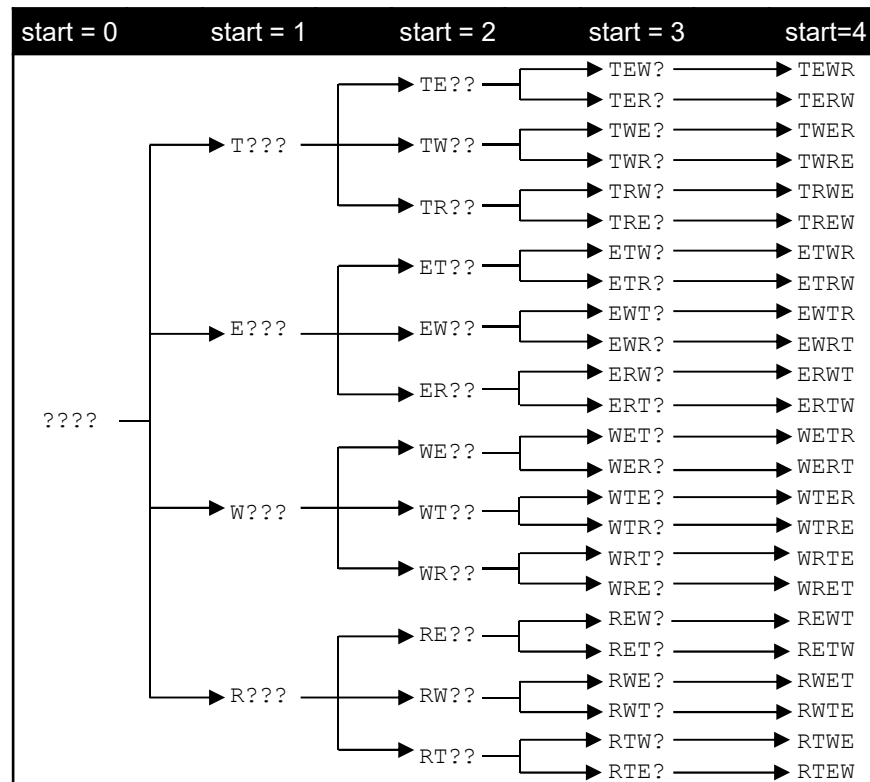 start = 0 start = 1 start = 2 start = 3 start=4
TEW? TEWR
TE??
TER? TERW
TWE? TWER
T??? TW??
TWR? TWRE
TRW? TRWE
TR??
TRE? TREW
ETW? ETWR
ET??
ETR? ETRW
EWT? EWTR
E??? EW??
EWR? EWRT
ERW? ERWT
ER??
ERT? ERTW
????
WET? WETR
WE??
WER? WERT
WTE? WTER
W??? WT??
WTR? WTRE
WRT? WRTE
WR??
WRE? WRET
REW? REWT
RE??
RET? RETW
RWE? RWET
R??? RW??
RWT? RWTE
RTW? RTWE
RT??
RTE? RTEW